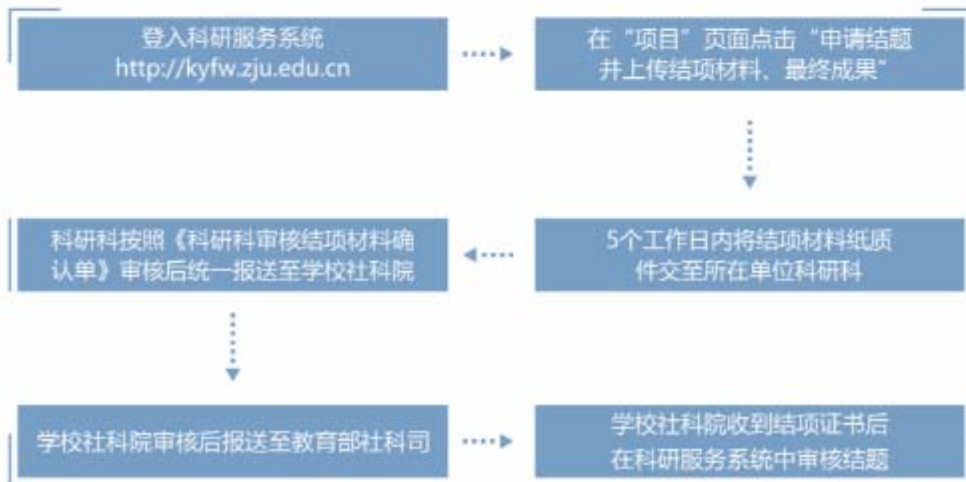 登入科研服务系统
http://kyfw.zju.edu.cn
在“项目”页面点击“申请结题
并上传结项材料、最终成果”
5个工作日内将结项材料纸质
件交至所在单位科研科
科研科按照《科研科审核结项材料确
认单》审核后统一报送至学校社科院
学校社科院审核后报送至教育部社科司
学校社科院收到结项证书后
在科研服务系统中审核结题